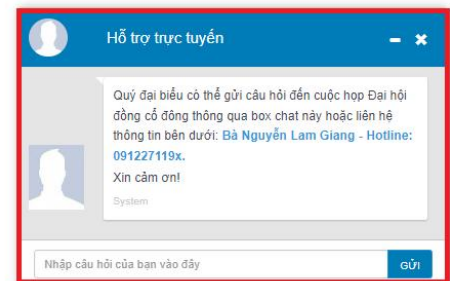 Hỗ trợ trực tuyến
Quý đại biểu có thể gửi câu hỏi đến cuộc họp Đại hội
đồng cổ đông thông qua box chat này hoặc liên hệ
thông tin bên dưới: Bà Nguyễn Lam Giang - Hotline:
091227119x.
Xin cảm ơn!
System
Nhập câu hỏi của bạn vào đây
GỬI